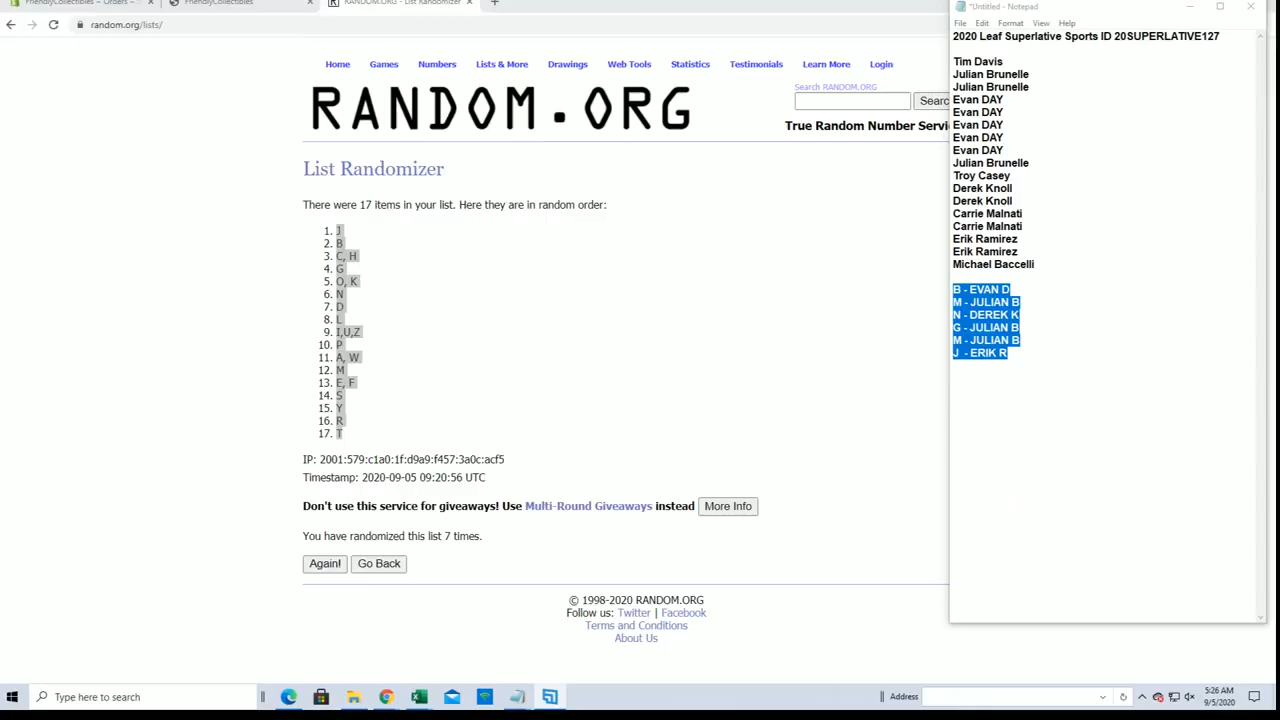 FriendlyCollectibles – Orders –
FriendlyCollectibles
RANDOM.ORG - List Randomizer
random.org/lists/
Home Games Numbers Lists & More Drawings Web Tools Statistics Testimonials Learn More Login
RANDOM.ORG
Search RANDOM.ORG
Searc
True Random Number Servi
List Randomizer
There were 17 items in your list. Here they are in random order:
1. J
2. B
3. C, H
4. G
5. O, K
6. N
7. D
8. L
9. I,U,Z
10. P
11. A, W
12. M
13. E, F
14. S
15. Y
16. R
17. T
IP: 2001:579:c1a0:1f:d9a9:f457:3a0c:acf5
Timestamp: 2020-09-05 09:20:56 UTC
Don't use this service for giveaways! Use Multi-Round Giveaways instead More Info
You have randomized this list 7 times.
Again! Go Back
© 1998-2020 RANDOM.ORG
Follow us: Twitter | Facebook
Terms and Conditions
About Us
*Untitled - Notepad
File Edit Format View Help
2020 Leaf Superlative Sports ID 20SUPERLATIVE127
Tim Davis
Julian Brunelle
Julian Brunelle
Evan DAY
Evan DAY
Evan DAY
Evan DAY
Evan DAY
Julian Brunelle
Troy Casey
Derek Knoll
Derek Knoll
Carrie Malnati
Carrie Malnati
Erik Ramirez
Erik Ramirez
Michael Baccelli
B - EVAN D
M - JULIAN B
N - DEREK K
G - JULIAN B
M - JULIAN B
J - ERIK R
Type here to search
Address
5:26 AM
9/5/2020